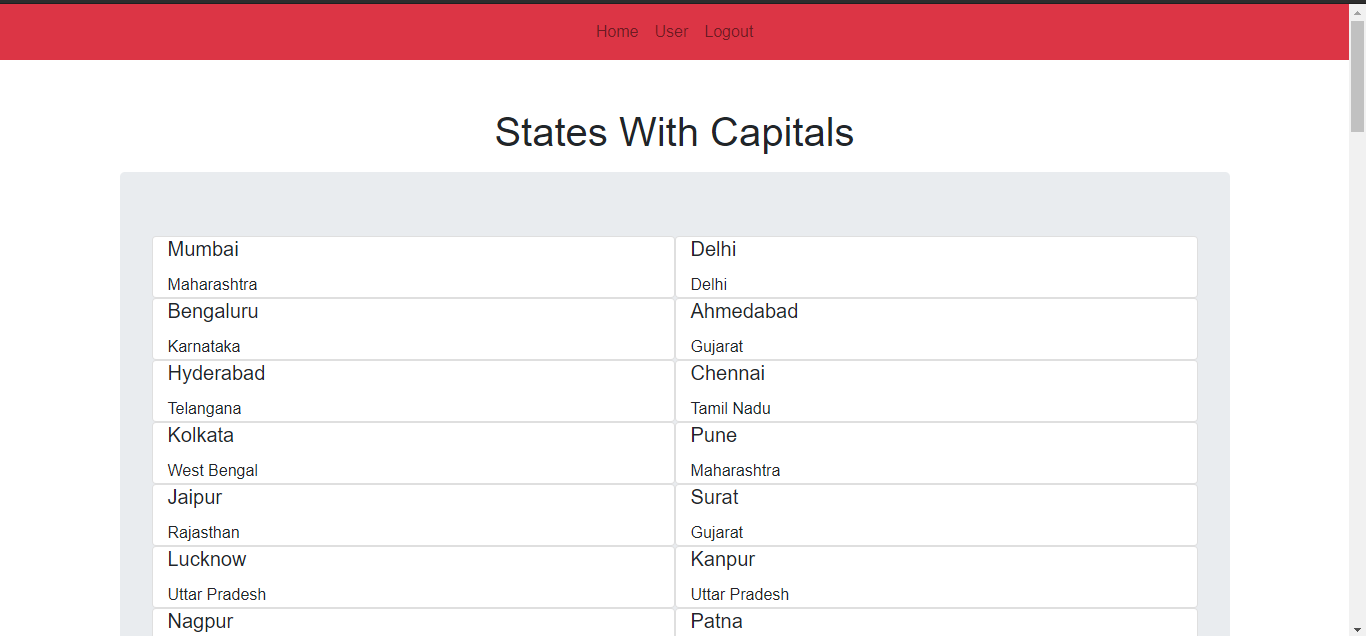 Home User Logout
States With Capitals
Mumbai
Maharashtra
Delhi
Delhi
Bengaluru
Karnataka
Ahmedabad
Gujarat
Hyderabad
Telangana
Chennai
Tamil Nadu
Kolkata
West Bengal
Pune
Maharashtra
Jaipur
Rajasthan
Surat
Gujarat
Lucknow
Uttar Pradesh
Kanpur
Uttar Pradesh
Nagpur
Patna